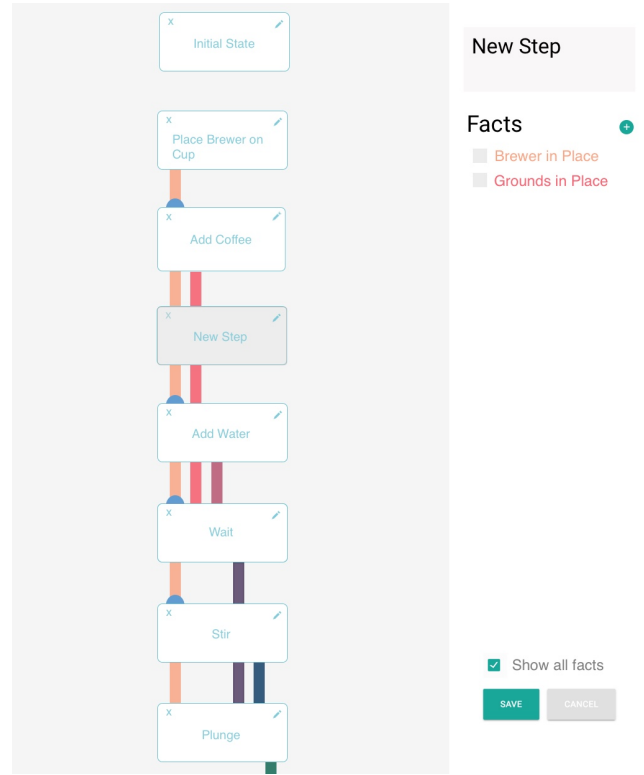 X
Initial State
X
Place Brewer on
Cup
X
Add Coffee
X
New Step
X
Add Water
X
Wait
X
Stir
X
Plunge
New Step
Facts
+
Brewer in Place
Grounds in Place
Show all facts
SAVE
CANCEL